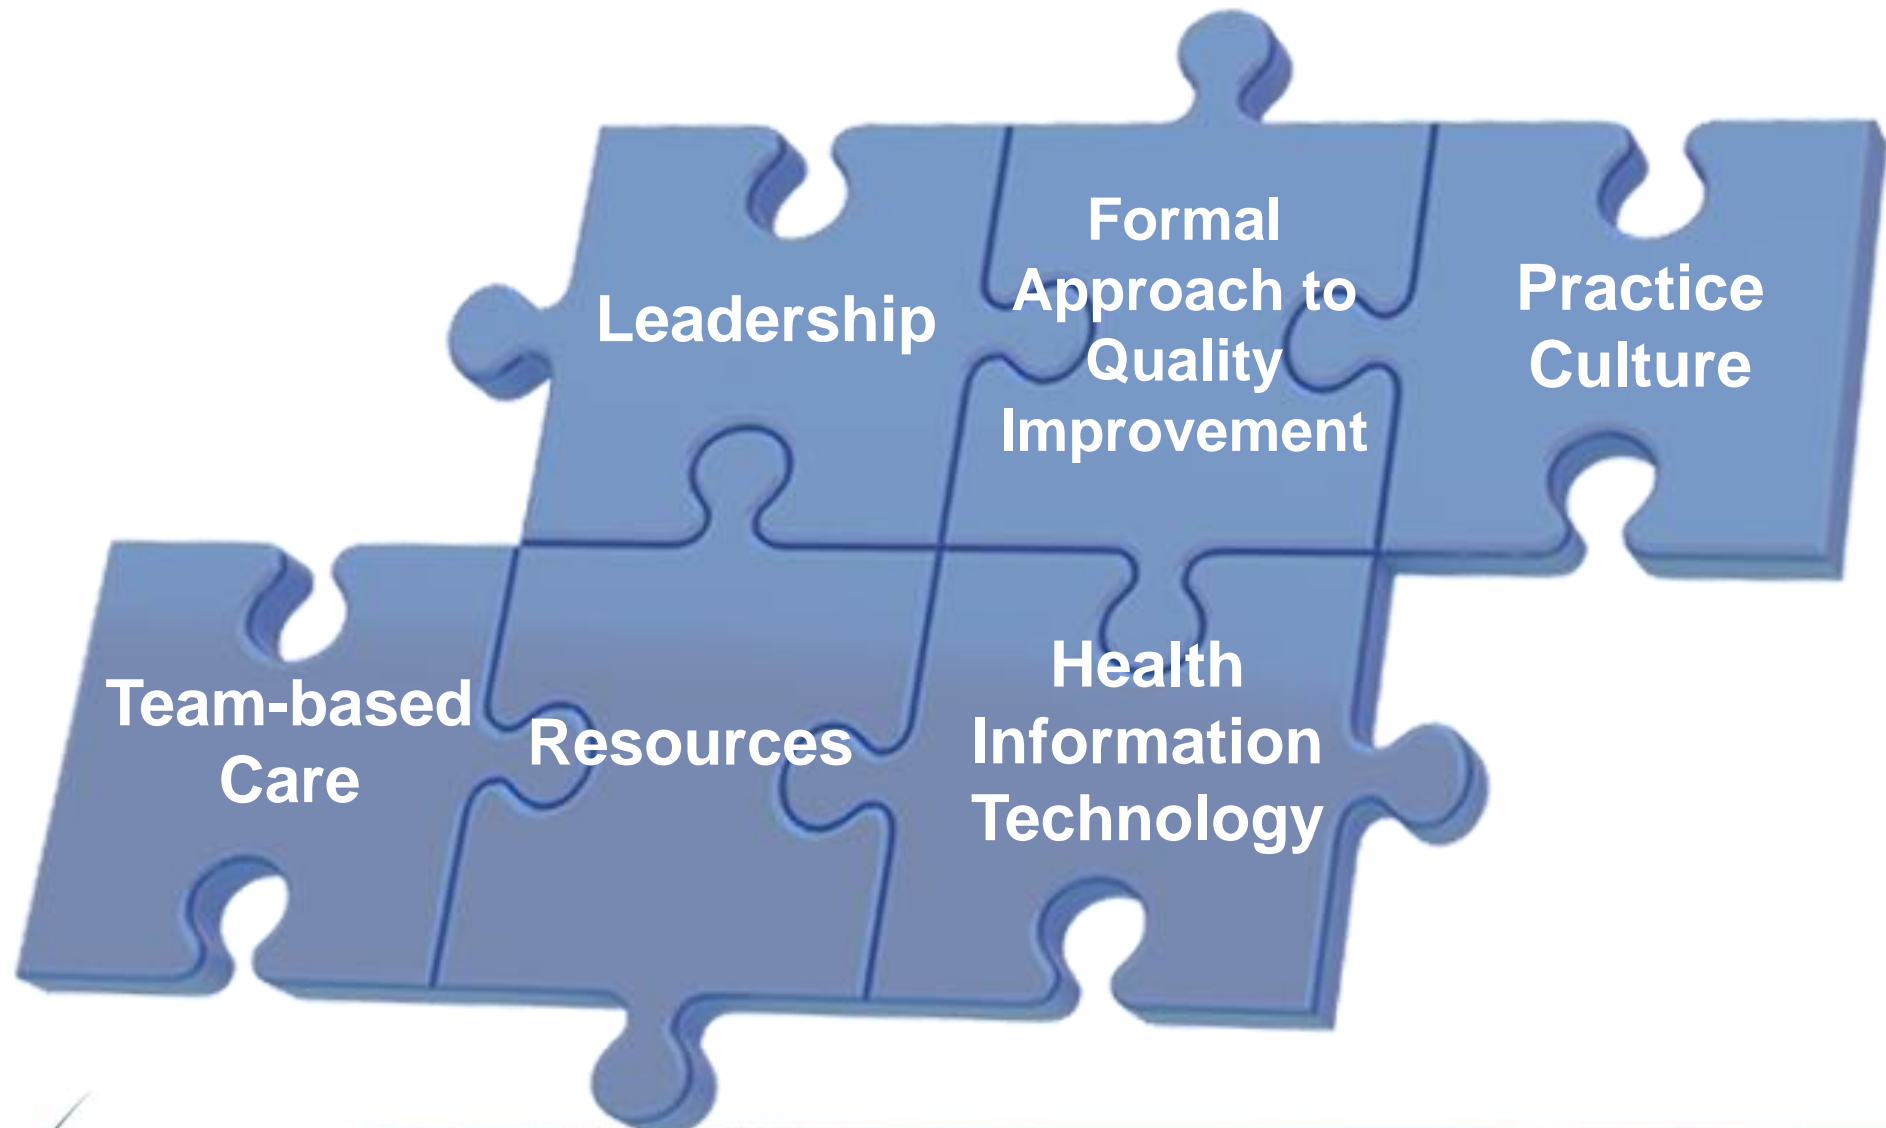 Leadership
Formal
Approach to
Quality
Improvement
Practice
Culture
Team-based
Care
Resources
Health
Information
Technology